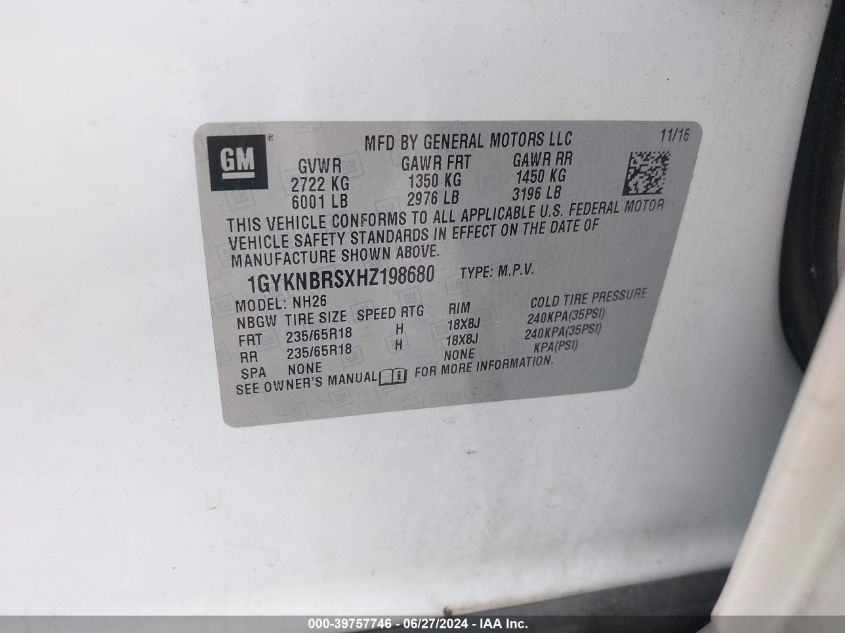 GM
MFD BY GENERAL MOTORS LLC 11/16
GVWR GAWR FRT GAWR RR
2722 KG 1350 KG 1450 KG
6001 LB 2976 LB 3196 LB
THIS VEHICLE CONFORMS TO ALL APPLICABLE U.S. FEDERAL MOTOR
VEHICLE SAFETY STANDARDS IN EFFECT ON THE DATE OF
MANUFACTURE SHOWN ABOVE.
1GYKNBRSXHZ198680 TYPE: M.P.V.
MODEL: NH26
NBGW TIRE SIZE SPEED RTG RIM COLD TIRE PRESSURE
FRT 235/65R18 H 18X8J 240KPA(35PSI)
RR 235/65R18 H 18X8J 240KPA(35PSI)
SPA NONE NONE KPA(PSI)
SEE OWNER'S MANUAL FOR MORE INFORMATION.
000-39757746 - 06/27/2024 - IAA Inc.